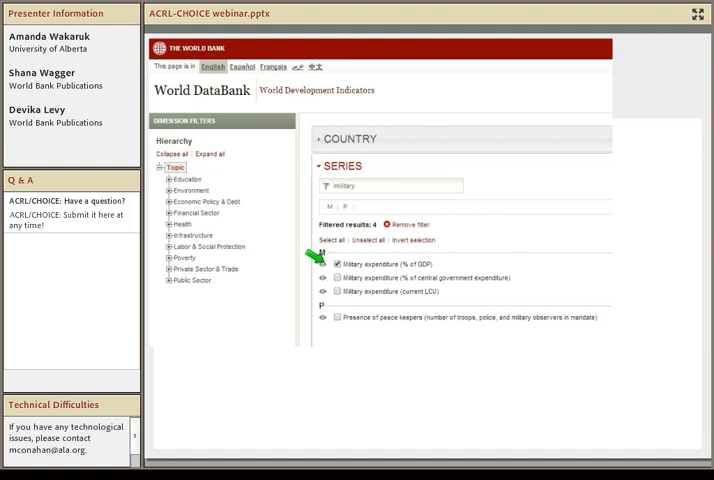 Presenter Information
Amanda Wakaruk
University of Alberta
Shana Wagger
World Bank Publications
Devika Levy
World Bank Publications
Q & A
ACRL/CHOICE: Have a question?
ACRL/CHOICE: Submit it here at
any time!
Technical Difficulties
If you have any technological
issues, please contact
mconahan@ala.org.
ACRL-CHOICE webinar.pptx
THE WORLD BANK
This page is in English Español Français عربي 中文
World DataBank World Development Indicators
DIMENSION FILTERS
Hierarchy
Collapse all | Expand all
Topic
Education
Environment
Economic Policy & Debt
Financial Sector
Health
Infrastructure
Labor & Social Protection
Poverty
Private Sector & Trade
Public Sector
COUNTRY
SERIES
military
M | P |
Filtered results: 4 Remove filter
Select all | Unselect all | Invert selection
M
Military expenditure (% of GDP)
Military expenditure (% of central government expenditure)
Military expenditure (current LCU)
P
Presence of peace keepers (number of troops, police, and military observers in mandate)